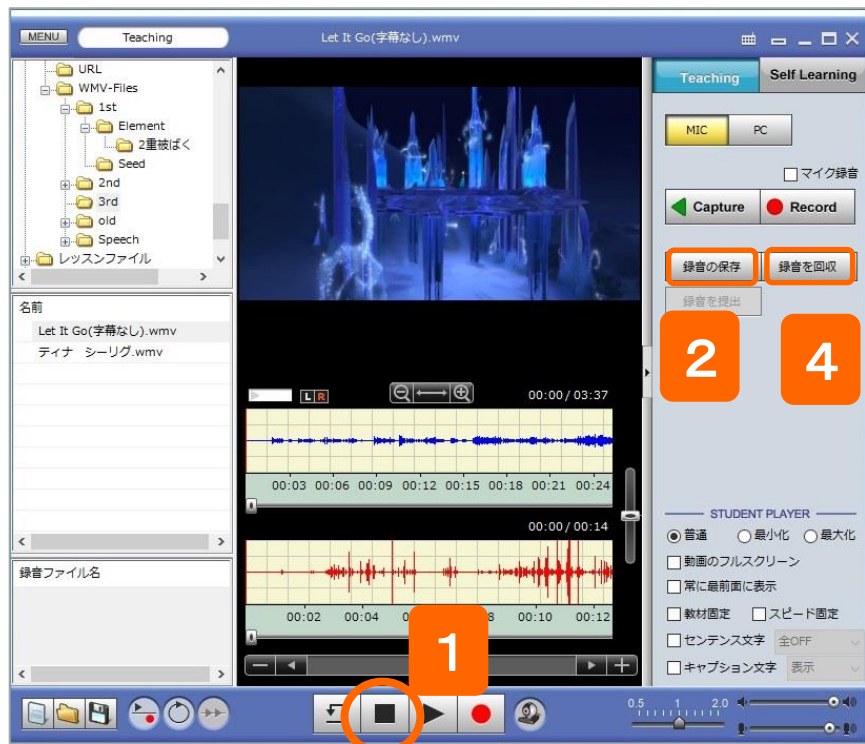 MENU Teaching Let It Go(字幕なし).wmv
URL
WMV-Files
1st
Element
2重被ばく
Seed
2nd
3rd
old
Speech
レッスンファイル
名前
Let It Go(字幕なし).wmv
ティナ シーリグ.wmv
録音ファイル名
L R
00:00 / 03:37
00:03 00:06 00:09 00:12 00:15 00:18 00:21 00:24
00:00 / 00:14
00:02 00:04 00:10 00:12
1
Teaching Self Learning
MIC PC
マイク録音
Capture Record
録音の保存 録音を回収
録音を提出
2 4
STUDENT PLAYER
普通 最小化 最大化
動画のフルスクリーン
常に最前面に表示
教材固定 スピード固定
センテンス文字 全OFF
キャプション文字 表示
0.5 1 2.0